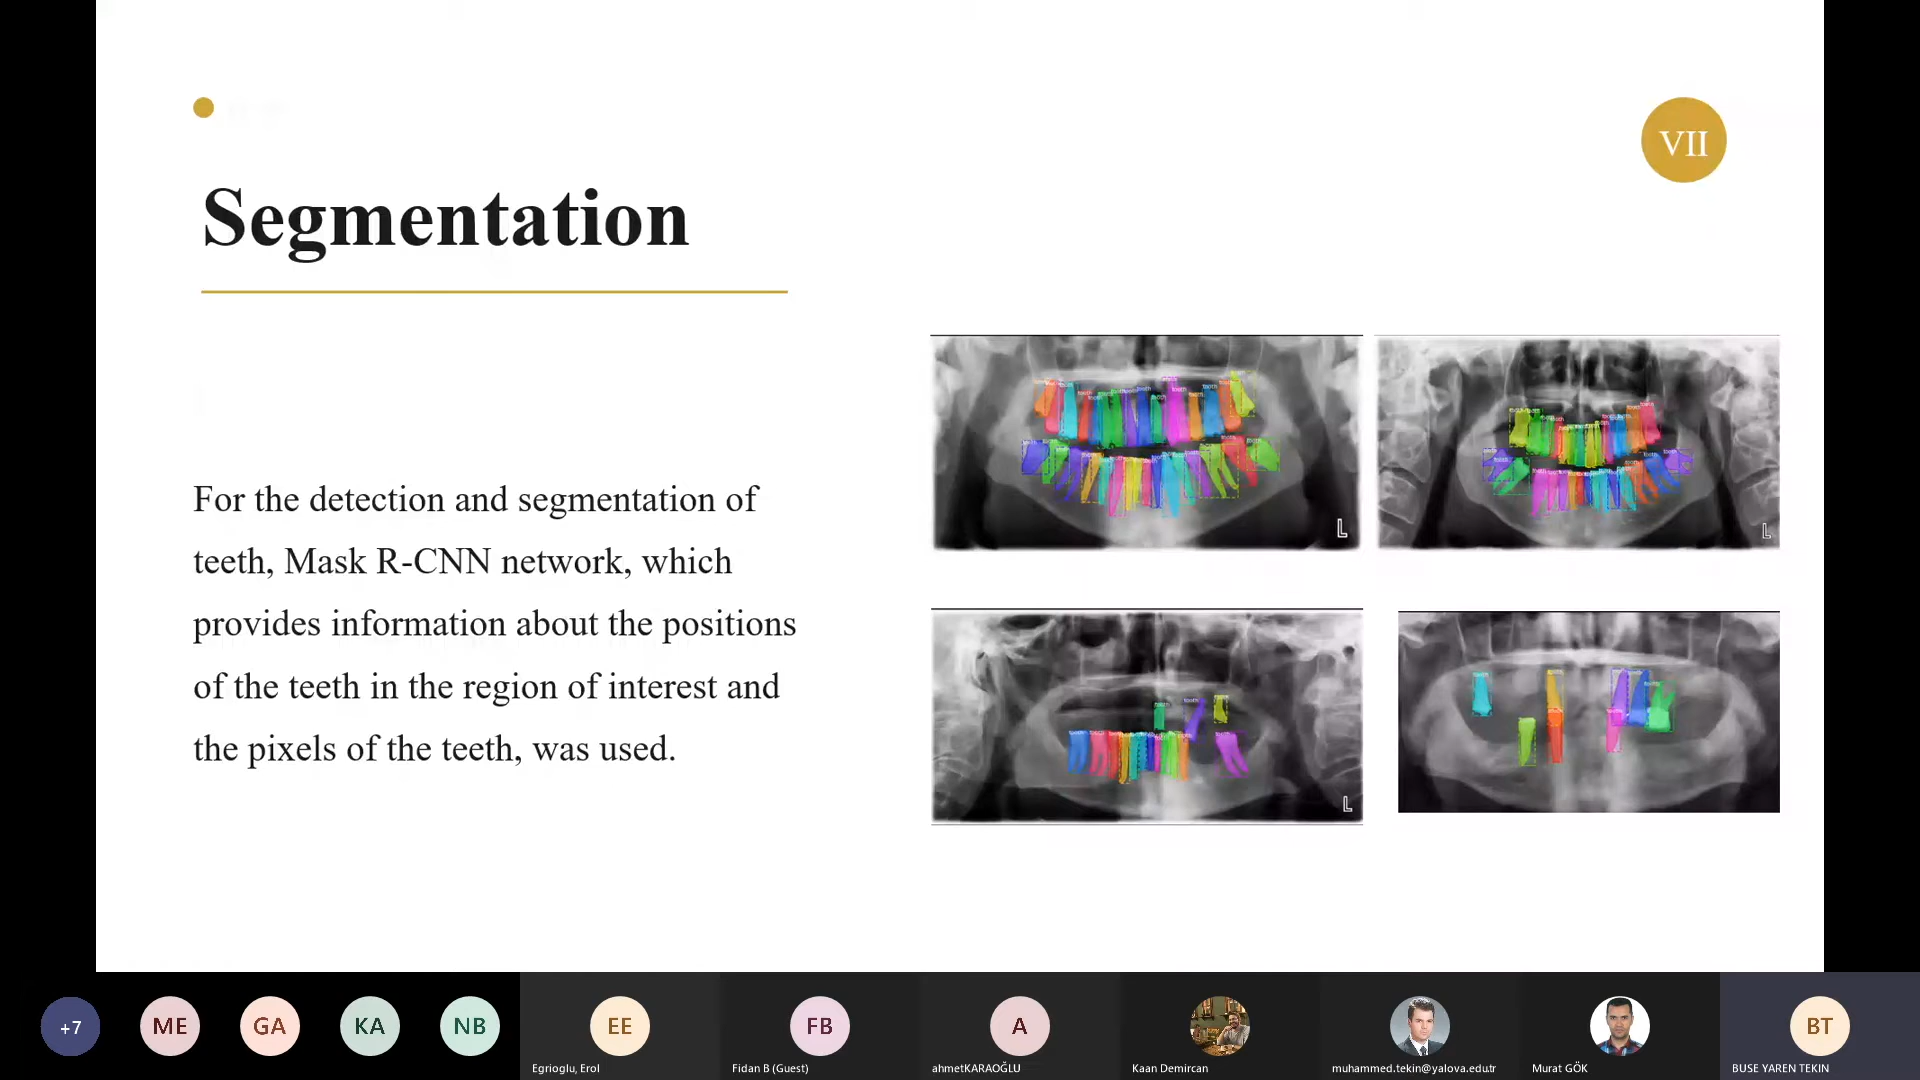 VII
Segmentation
For the detection and segmentation of
teeth, Mask R-CNN network, which
provides information about the positions
of the teeth in the region of interest and
the pixels of the teeth, was used.
L
L
L
+7
ME
GA
KA
NB
EE
FB
A
BT
Egrioglu, Erol
Fidan B (Guest)
ahmetKARAOĞLU
Kaan Demircan
muhammed.tekin@yalova.edu.tr
Murat GÖK
BUSE YAREN TEKIN